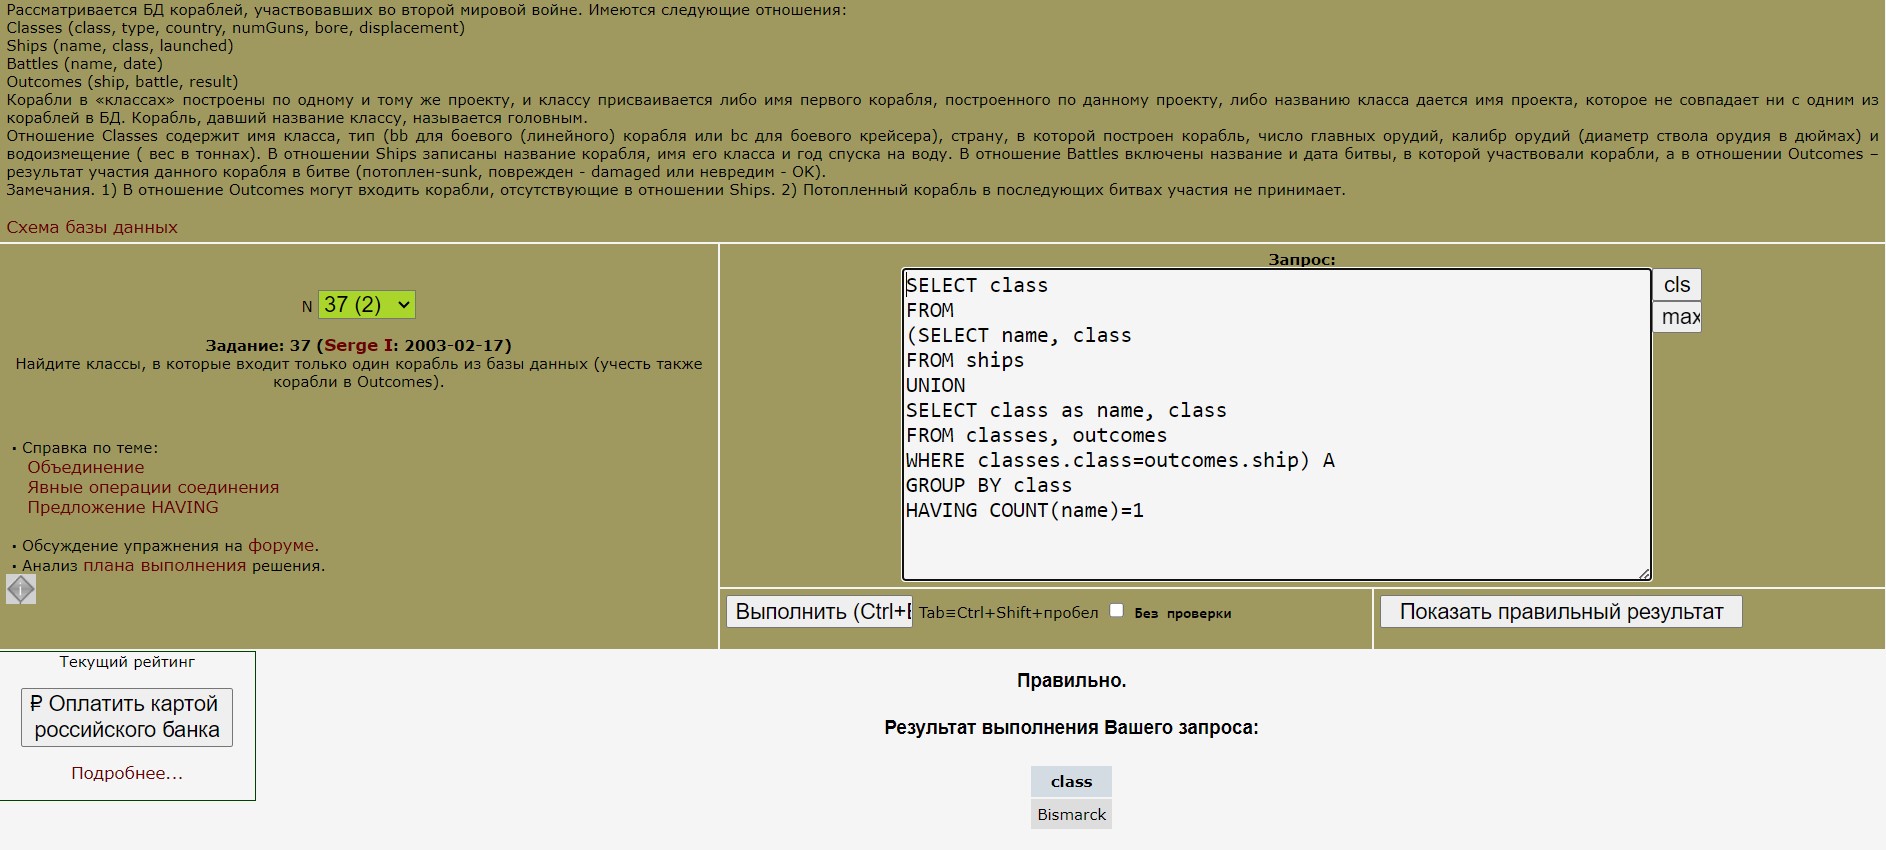 Рассматривается БД кораблей, участвовавших во второй мировой войне. Имеются следующие отношения:
Classes (class, type, country, numGuns, bore, displacement)
Ships (name, class, launched)
Battles (name, date)
Outcomes (ship, battle, result)
Корабли в «классах» построены по одному и тому же проекту, и классу присваивается либо имя первого корабля, построенного по данному проекту, либо названию класса дается имя проекта, которое не совпадает ни с одним из
кораблей в БД. Корабль, давший название классу, называется головным.
Отношение Classes содержит имя класса, тип (bb для боевого (линейного) корабля или bc для боевого крейсера), страну, в которой построен корабль, число главных орудий, калибр орудий (диаметр ствола орудия в дюймах) и
водоизмещение ( вес в тоннах). В отношении Ships записаны название корабля, имя его класса и год спуска на воду. В отношение Battles включены название и дата битвы, в которой участвовали корабли, а в отношении Outcomes –
результат участия данного корабля в битве (потоплен-sunk, поврежден - damaged или невредим - OK).
Замечания. 1) В отношение Outcomes могут входить корабли, отсутствующие в отношении Ships. 2) Потопленный корабль в последующих битвах участия не принимает.
Схема базы данных
N 37 (2)
Задание: 37 (Serge I: 2003-02-17)
Найдите классы, в которые входит только один корабль из базы данных (учесть также
корабли в Outcomes).
· Справка по теме:
Объединение
Явные операции соединения
Предложение HAVING
· Обсуждение упражнения на форуме.
· Анализ плана выполнения решения.
i
Запрос:
SELECT class
FROM
(SELECT name, class
FROM ships
UNION
SELECT class as name, class
FROM classes, outcomes
WHERE classes.class=outcomes.ship) A
GROUP BY class
HAVING COUNT(name)=1
cls
max
Выполнить (Ctrl+E Tab≡Ctrl+Shift+пробел Без проверки
Показать правильный результат
Текущий рейтинг
₽ Оплатить картой
российского банка
Подробнее...
Правильно.
Результат выполнения Вашего запроса:
class
Bismarck